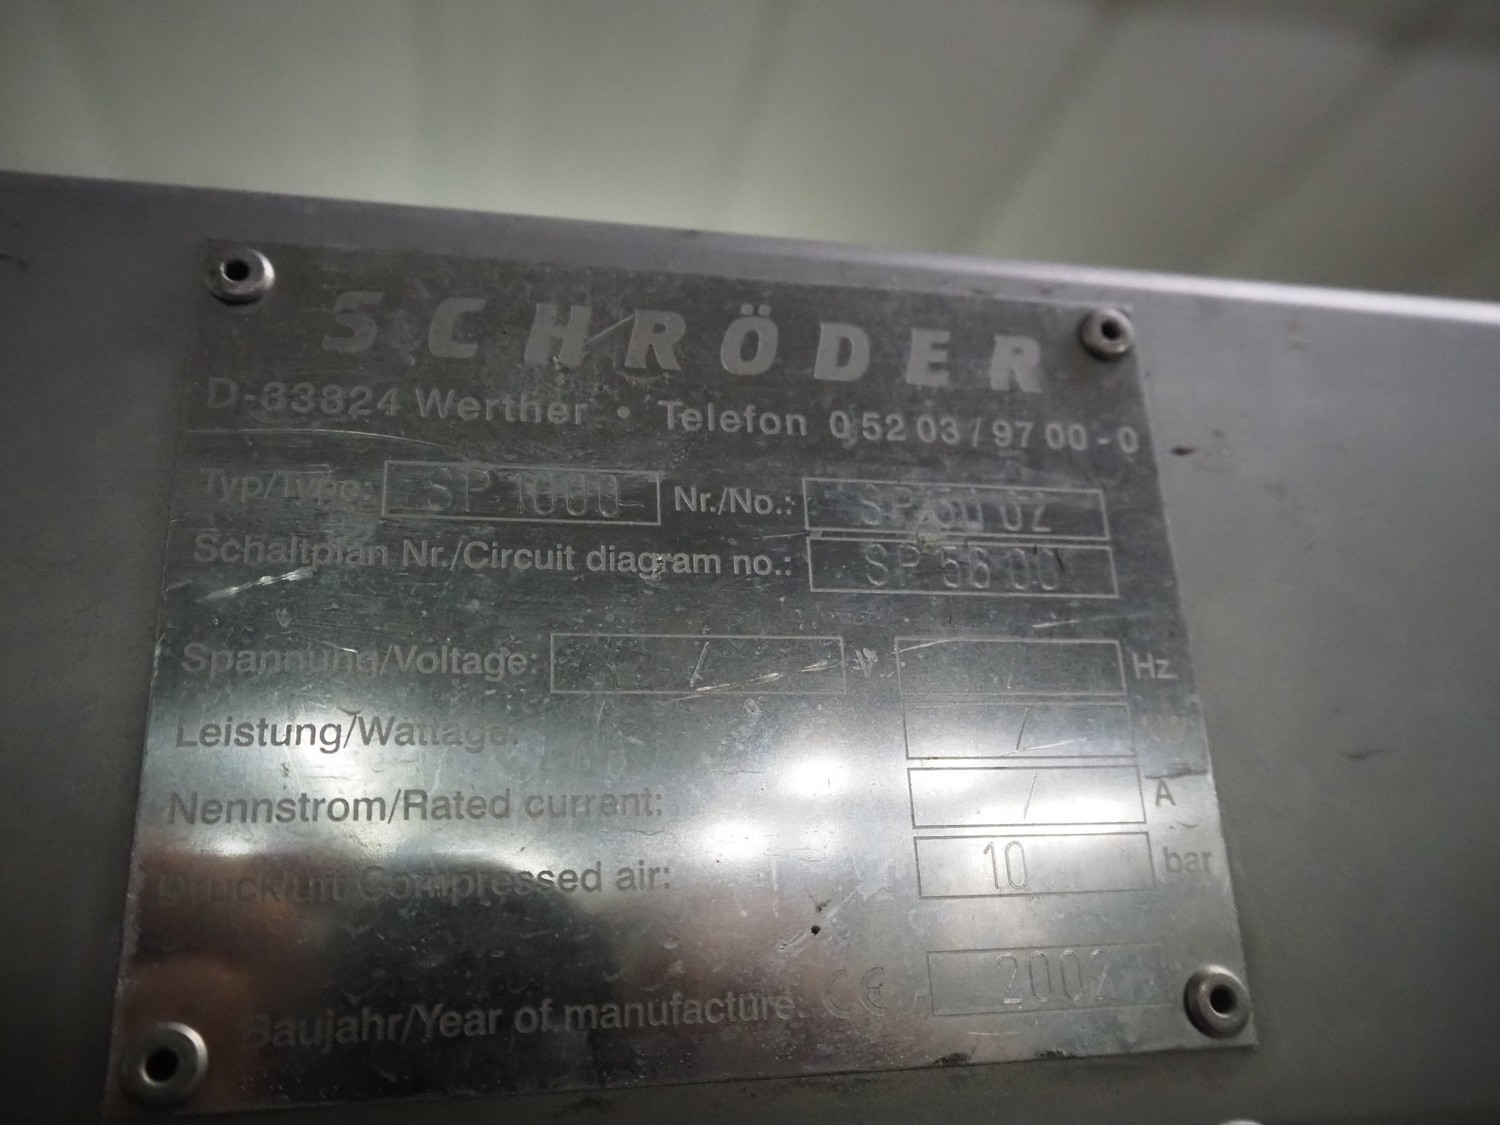 SCHRÖDER
D-33824 Werther • Telefon 0 52 03 / 97 00 - 0
Typ/Type: SP 1000 Nr./No.:
Schaltplan Nr./Circuit diagram no.: SP 56 00
Spannung/Voltage: / V / Hz
Leistung/Wattage: / kW
Nennstrom/Rated current: / A
Druckluft/Compressed air: 10 bar
Baujahr/Year of manufacture: CE 2002